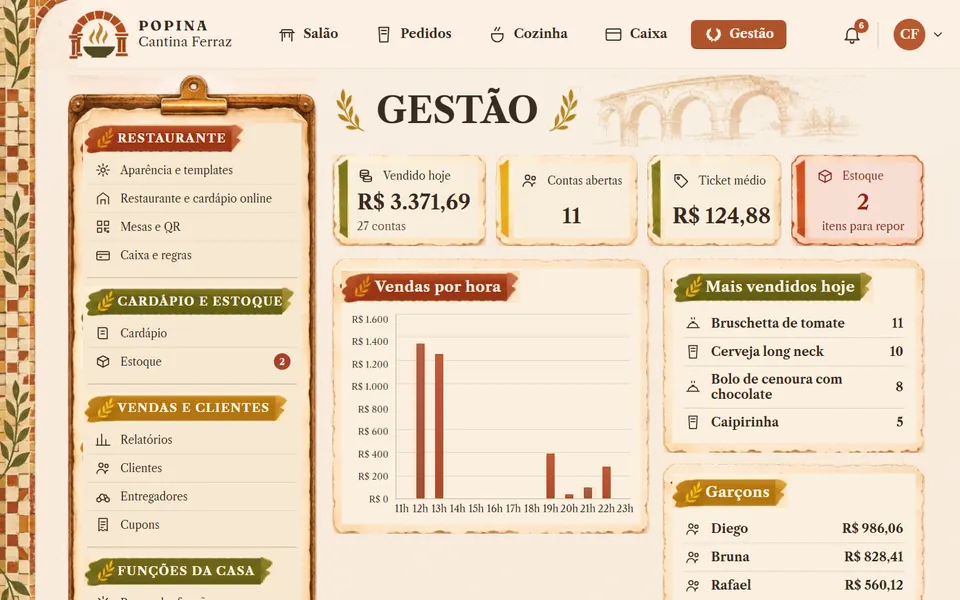 POPINA
Cantina Ferraz
Salão
Pedidos
Cozinha
Caixa
Gestão
6
CF
RESTAURANTE
Aparência e templates
Restaurante e cardápio online
Mesas e QR
Caixa e regras
CARDÁPIO E ESTOQUE
Cardápio
Estoque
2
VENDAS E CLIENTES
Relatórios
Clientes
Entregadores
Cupons
FUNÇÕES DA CASA
GESTÃO
Vendido hoje
R$ 3.371,69
27 contas
Contas abertas
11
Ticket médio
R$ 124,88
Estoque
2
itens para repor
Vendas por hora
R$ 1.600
R$ 1.400
R$ 1.200
R$ 1.000
R$ 800
R$ 600
R$ 400
R$ 200
R$ 0
11h 12h 13h 14h 15h 16h 17h 18h 19h 20h 21h 22h 23h
Mais vendidos hoje
Bruschetta de tomate 11
Cerveja long neck 10
Bolo de cenoura com
chocolate 8
Caipirinha 5
Garçons
Diego R$ 986,06
Bruna R$ 828,41
Rafael R$ 560,12